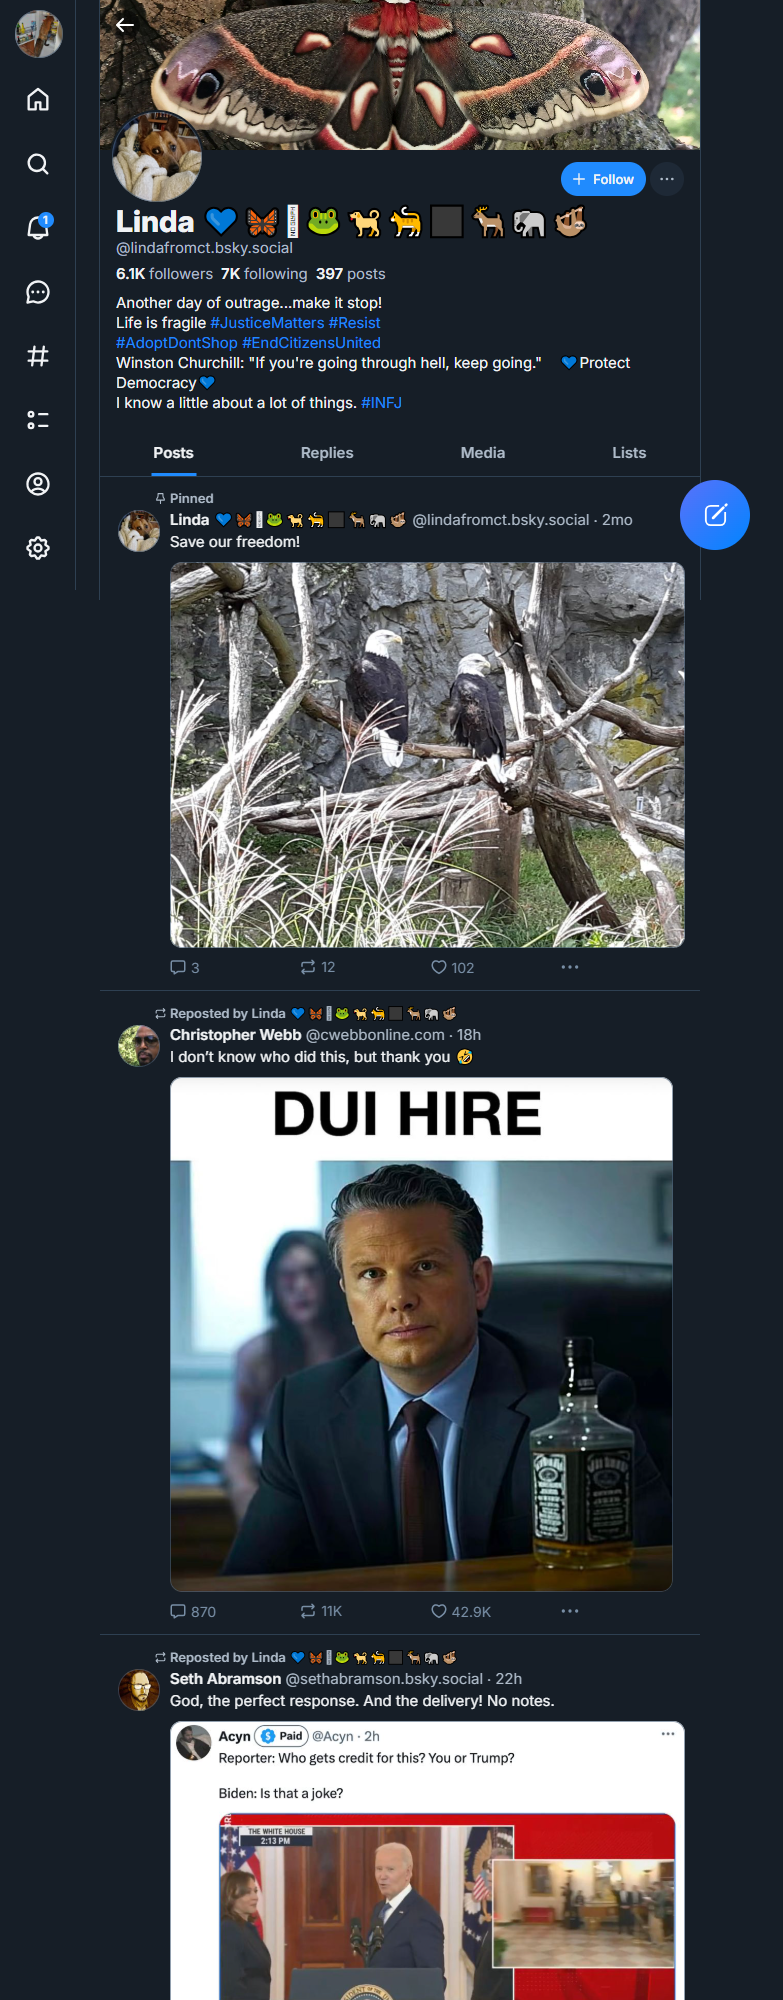 1
+ Follow
Linda 💙 🦋 🐸 🐕 🐅 ⬛ 🦌 🐘 🦥
@lindafromct.bsky.social
6.1K followers 7K following 397 posts
Another day of outrage...make it stop!
Life is fragile #JusticeMatters #Resist
#AdoptDontShop #EndCitizensUnited
Winston Churchill: "If you're going through hell, keep going." 💙Protect
Democracy💙
I know a little about a lot of things. #INFJ
Posts Replies Media Lists
Pinned
Linda 💙 🦋 🐸 🐕 🐅 ⬛ 🦌 🐘 🦥 @lindafromct.bsky.social · 2mo
Save our freedom!
3 12 102
Reposted by Linda 💙 🦋 🐸 🐕 🐅 ⬛ 🦌 🐘 🦥
Christopher Webb @cwebbonline.com · 18h
I don't know who did this, but thank you 🤣
DUI HIRE
870 11K 42.9K
Reposted by Linda 💙 🦋 🐸 🐕 🐅 ⬛ 🦌 🐘 🦥
Seth Abramson @sethabramson.bsky.social · 22h
God, the perfect response. And the delivery! No notes.
Acyn Paid @Acyn · 2h
Reporter: Who gets credit for this? You or Trump?
Biden: Is that a joke?
THE WHITE HOUSE
2:13 PM